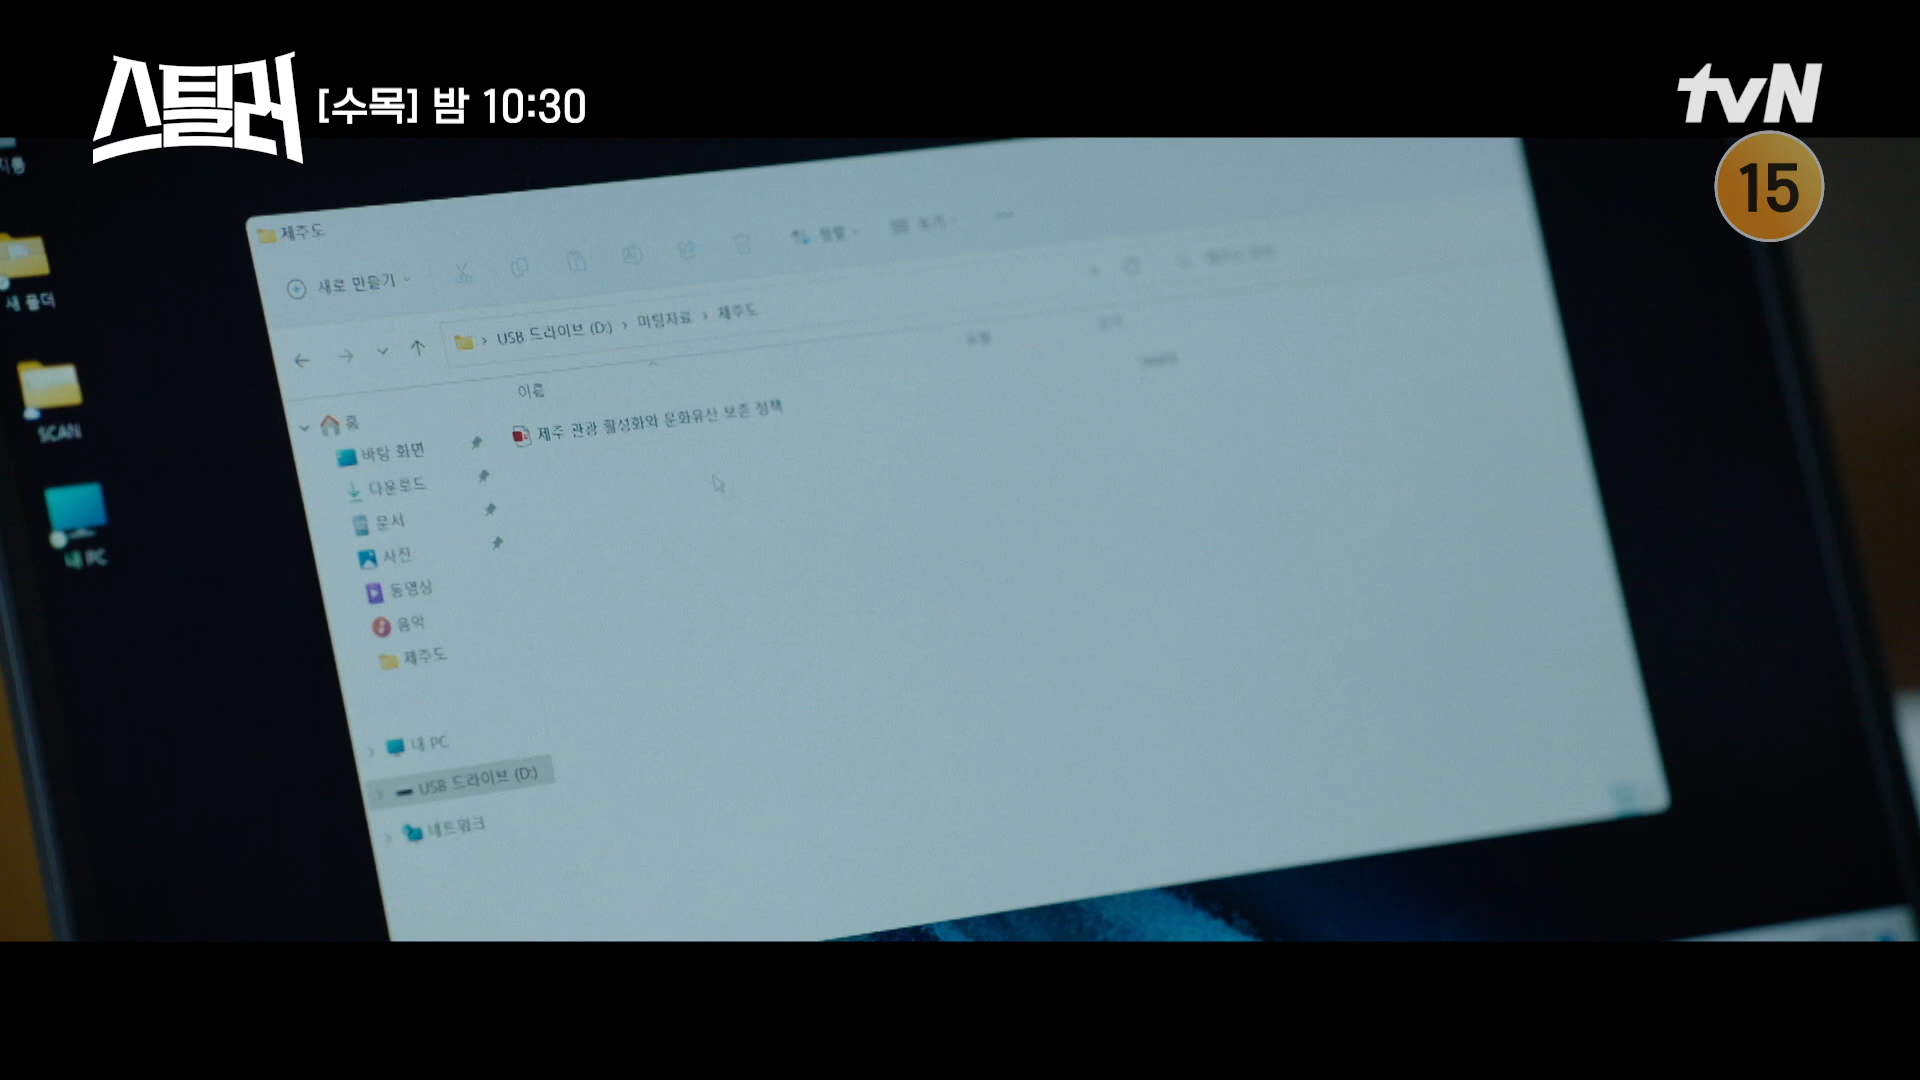 스틸러
[수목] 밤 10:30
tvN
15
새 폴더
SCAN
내 PC
제주도
새로 만들기
정렬
보기
USB 드라이브 (D:) › 미팅자료 › 제주도
이름
제주 관광 활성화와 문화유산 보존 정책
홈
바탕 화면
다운로드
문서
사진
동영상
음악
제주도
내 PC
USB 드라이브 (D:)
네트워크